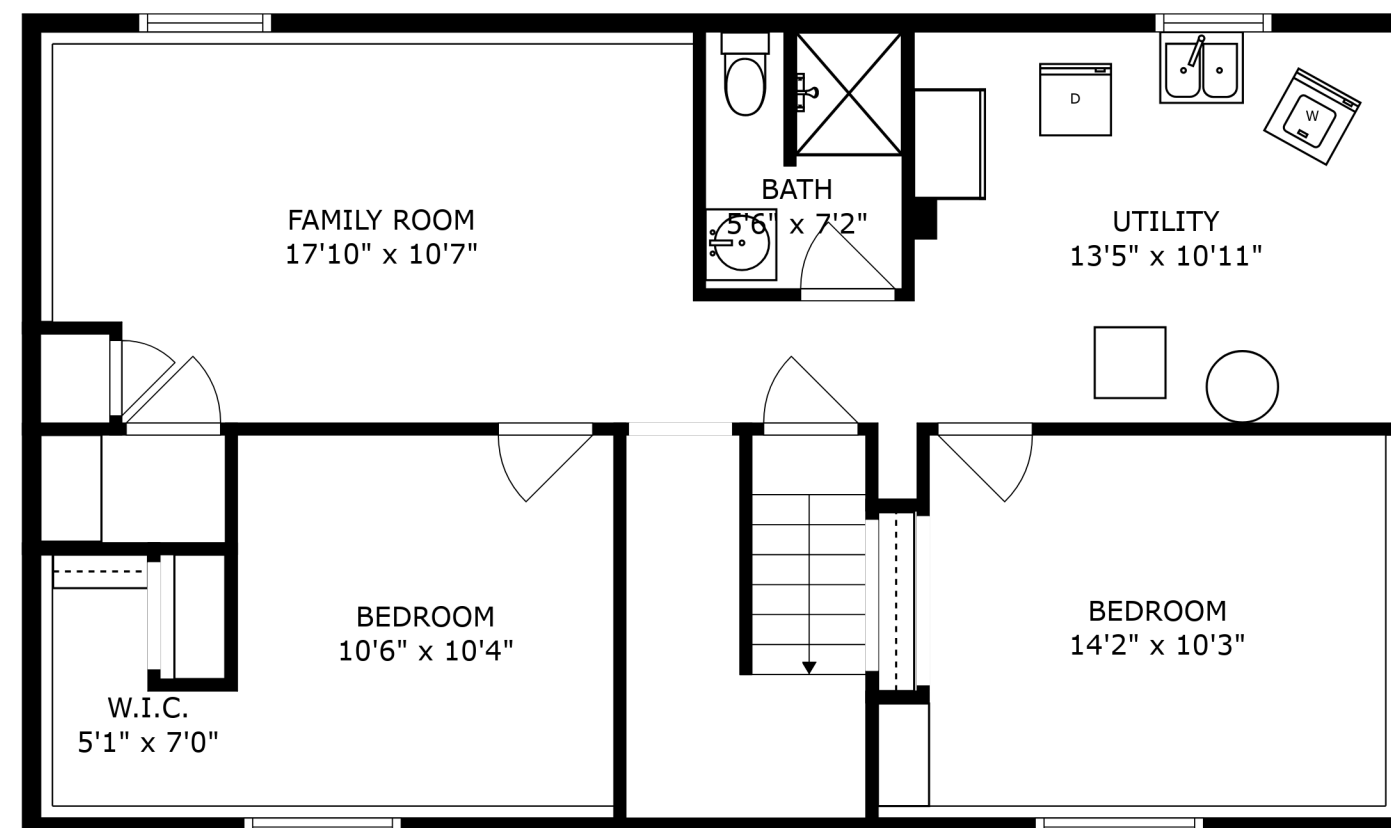 FAMILY ROOM
17'10" x 10'7"
BATH
5'6" x 7'2"
D
W
UTILITY
13'5" x 10'11"
BEDROOM
10'6" x 10'4"
BEDROOM
14'2" x 10'3"
W.I.C.
5'1" x 7'0"